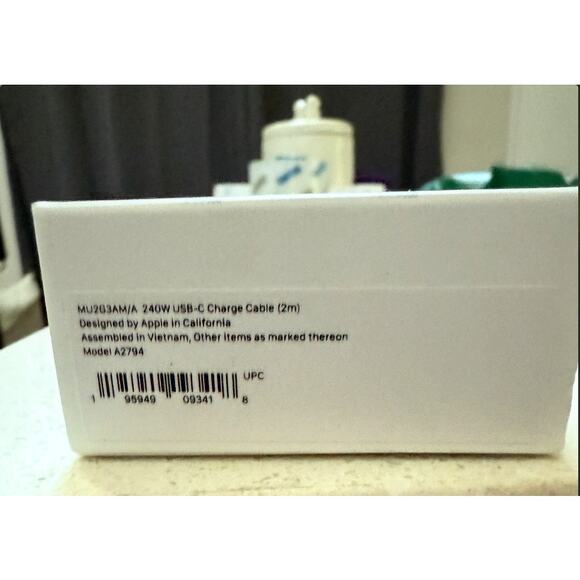 MU2G3AM/A 240W USB-C Charge Cable (2m)
Designed by Apple in California
Assembled in Vietnam, Other items as marked thereon
Model A2794
UPC
1 95949 09341 8